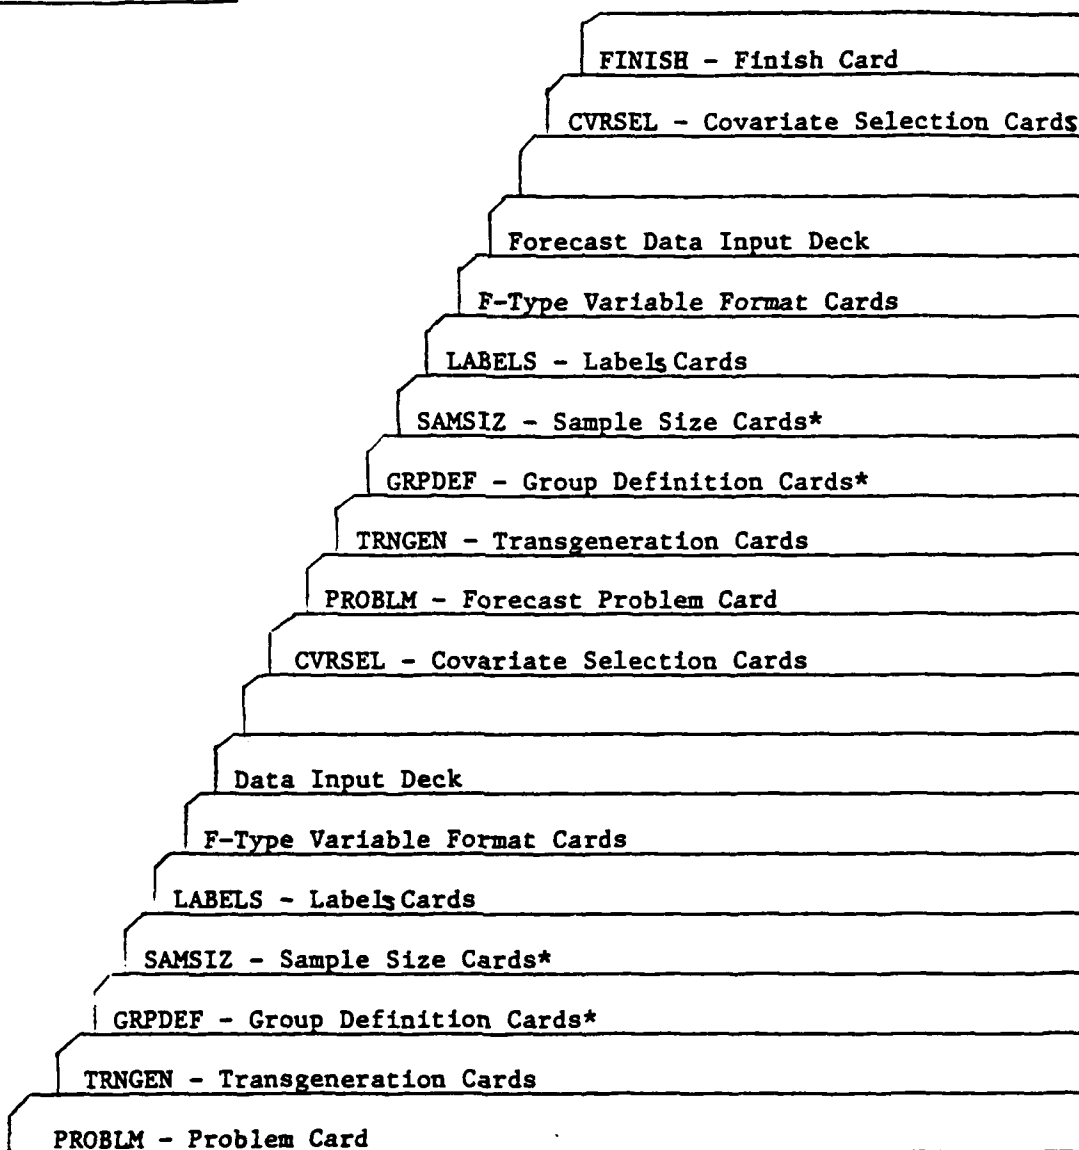 FINISH - Finish Card
CVRSEL - Covariate Selection Cards
Forecast Data Input Deck
F-Type Variable Format Cards
LABELS - Labels Cards
SAMSIZ - Sample Size Cards*
GRPDEF - Group Definition Cards*
TRNGEN - Transgeneration Cards
PROBLM - Forecast Problem Card
CVRSEL - Covariate Selection Cards
Data Input Deck
F-Type Variable Format Cards
LABELS - Labels Cards
SAMSIZ - Sample Size Cards*
GRPDEF - Group Definition Cards*
TRNGEN - Transgeneration Cards
PROBLM - Problem Card